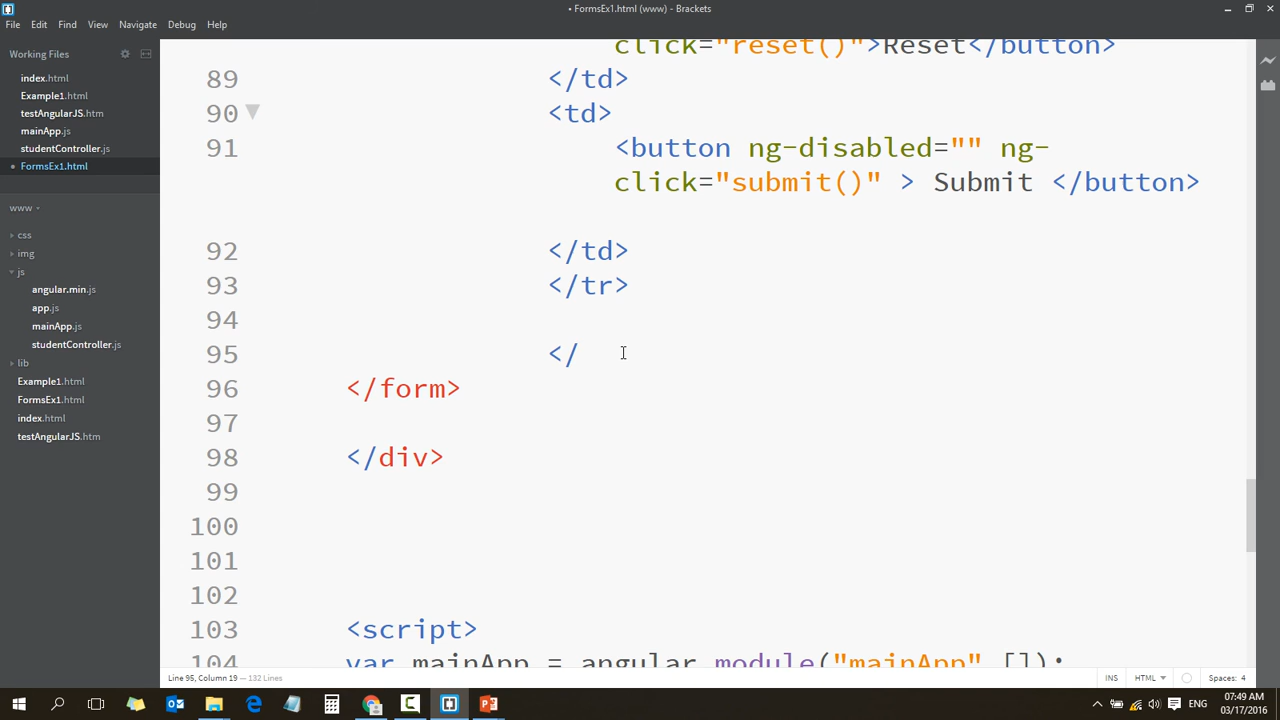 • FormsEx1.html (www) - Brackets
File Edit Find View Navigate Debug Help
Working Files
index.html
Example1.html
testAngularJS.htm
mainApp.js
studentController.js
• FormsEx1.html
www
css
img
js
angular.min.js
app.js
mainApp.js
studentController.js
lib
Example1.html
FormsEx1.html
index.html
testAngularJS.htm
click="reset()">Reset</button>
89 </td>
90 <td>
91 <button ng-disabled="" ng-
click="submit()" > Submit </button>
92 </td>
93 </tr>
94
95 </
96 </form>
97
98 </div>
99
100
101
102
103 <script>
104 var mainApp = angular.module("mainApp",[]);
Line 95, Column 19 — 132 Lines
INS HTML Spaces: 4
ENG
07:49 AM
03/17/2016